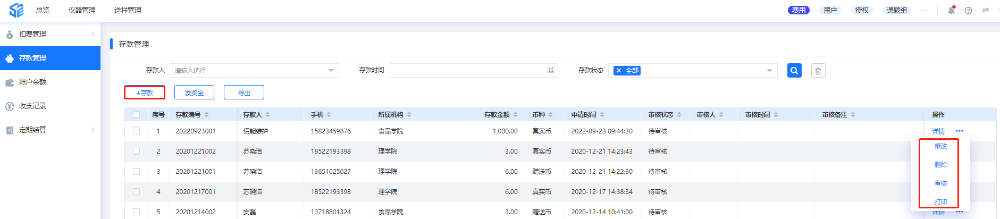 总览 仪器管理 送样管理 费用 用户 授权 课题组
扣费管理
存款管理
账户余额
收支记录
定期结算
存款管理
存款人 请输入选择 存款时间 存款状态 × 全部
+存款 发奖金 导出
序号 存款编号 存款人 手机 所属机构 存款金额 币种 申请时间 审核状态 审核人 审核时间 审核备注 操作
1 20220923001 佰能维护 15823459876 食品学院 1,000.00 真实币 2022-09-23 09:44:30 待审核 详情 •••
2 20201221002 苏晓浩 18522193398 理学院 3.00 真实币 2020-12-21 14:23:43 待审核
3 20201221001 苏晓浩 13651025027 理学院 6.00 赠送币 2020-12-21 14:22:30 待审核
4 20201217001 苏晓浩 18522193398 理学院 6.00 真实币 2020-12-17 14:38:34 待审核
5 20201214002 安磊 13718801324 食品学院 3.00 赠送币 2020-12-14 10:41:00 待审核 详情 •••
修改
删除
审核
打印